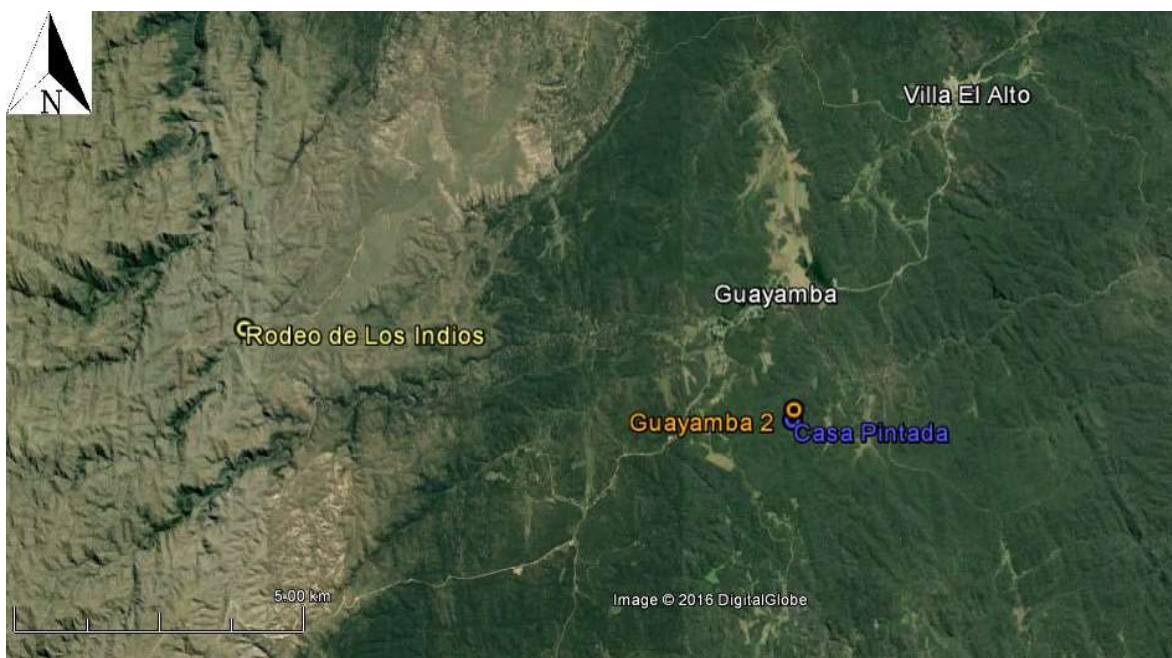 N
Villa El Alto
Guayamba
Rodeo de Los Indios
Guayamba 2
Casa Pintada
5.00 km
Image © 2016 DigitalGlobe